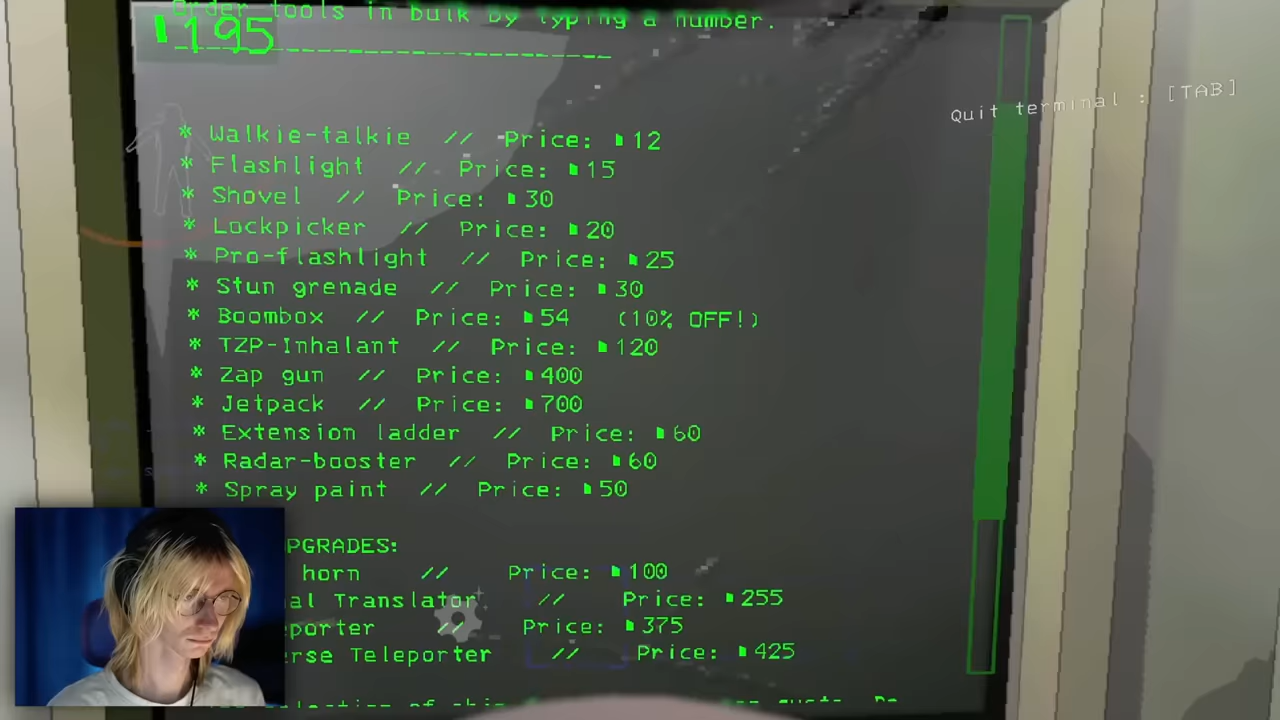 Order tools in bulk by typing a number.
195
Quit terminal : [TAB]
* Walkie-talkie // Price: 12
* Flashlight // Price: 15
* Shovel // Price: 30
* Lockpicker // Price: 20
* Pro-flashlight // Price: 25
* Stun grenade // Price: 30
* Boombox // Price: 54 (10% OFF!)
* TZP-Inhalant // Price: 120
* Zap gun // Price: 400
* Jetpack // Price: 700
* Extension ladder // Price: 60
* Radar-booster // Price: 60
* Spray paint // Price: 50
PGRADES:
horn // Price: 100
al Translator // Price: 255
porter // Price: 375
erse Teleporter // Price: 425